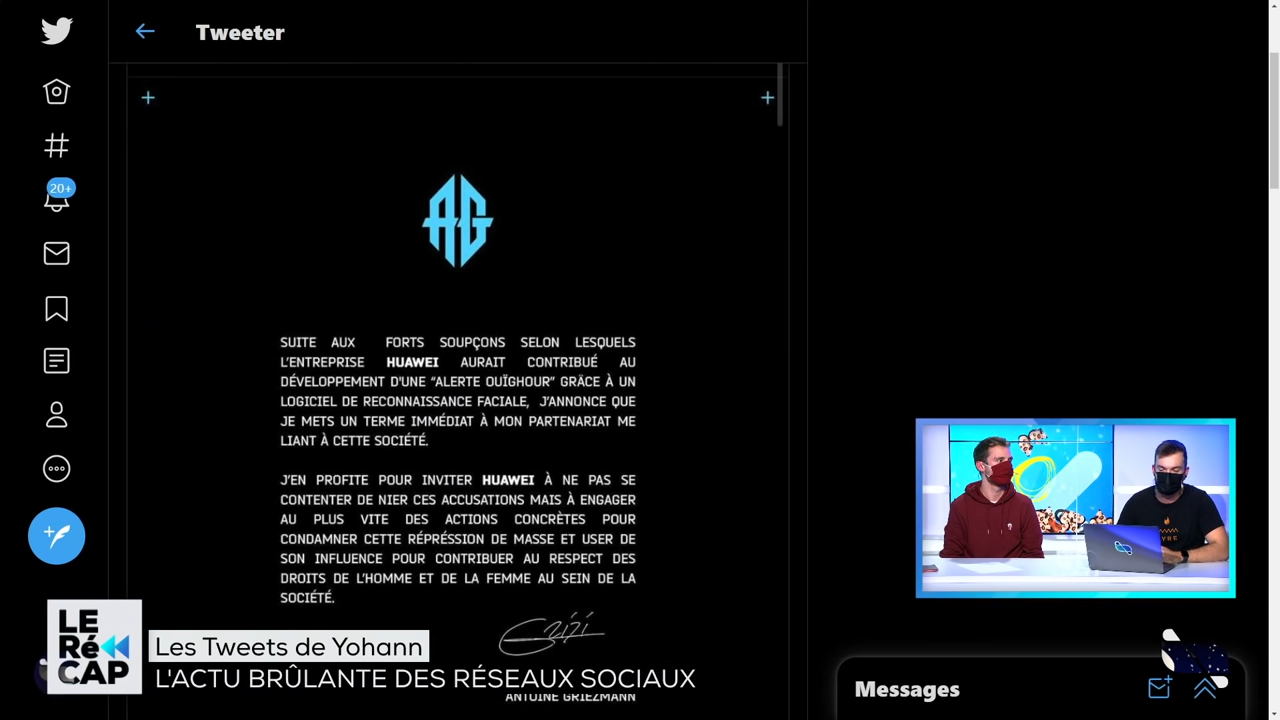 Tweeter
20+
AG
SUITE AUX FORTS SOUPÇONS SELON LESQUELS
L'ENTREPRISE HUAWEI AURAIT CONTRIBUÉ AU
DÉVELOPPEMENT D'UNE “ALERTE OUÏGHOUR” GRÂCE À UN
LOGICIEL DE RECONNAISSANCE FACIALE, J'ANNONCE QUE
JE METS UN TERME IMMÉDIAT À MON PARTENARIAT ME
LIANT À CETTE SOCIÉTÉ.
J'EN PROFITE POUR INVITER HUAWEI À NE PAS SE
CONTENTER DE NIER CES ACCUSATIONS MAIS À ENGAGER
AU PLUS VITE DES ACTIONS CONCRÈTES POUR
CONDAMNER CETTE RÉPRÉSSION DE MASSE ET USER DE
SON INFLUENCE POUR CONTRIBUER AU RESPECT DES
DROITS DE L'HOMME ET DE LA FEMME AU SEIN DE LA
SOCIÉTÉ.
ANTOINE GRIEZMANN
LE
Ré
CAP
Les Tweets de Yohann
L'ACTU BRÛLANTE DES RÉSEAUX SOCIAUX
Messages